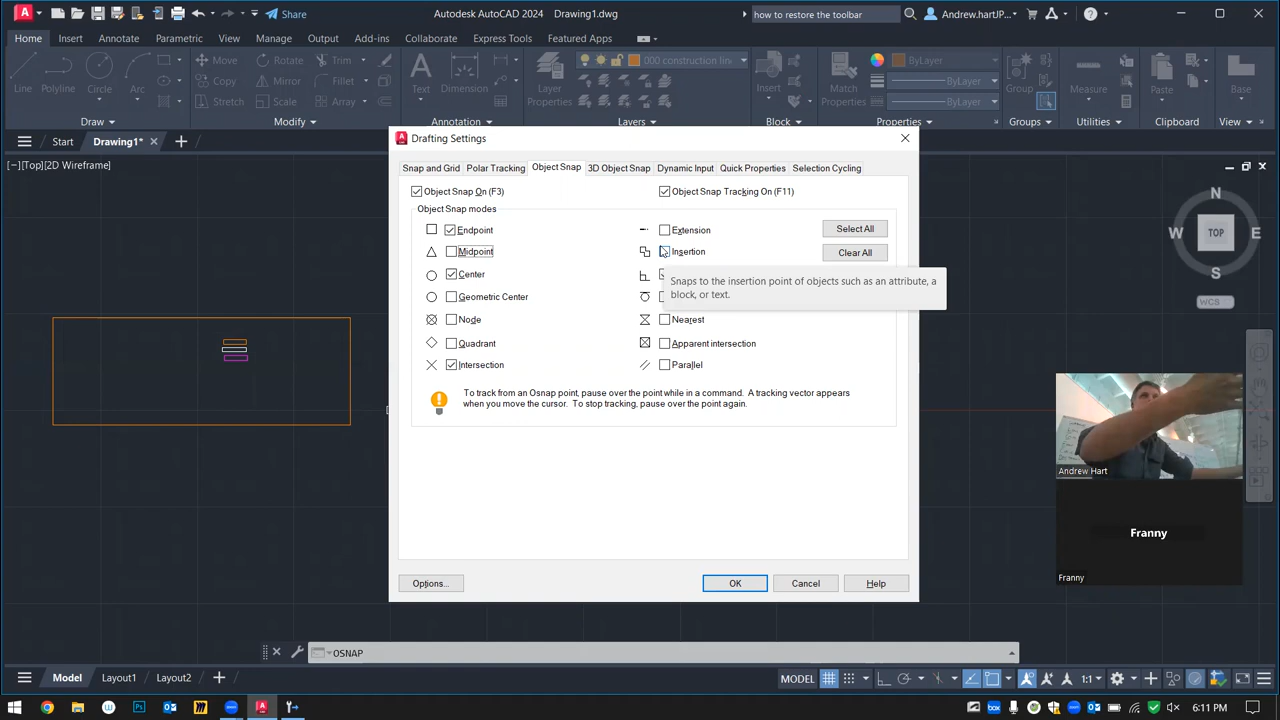 Share
Autodesk AutoCAD 2024 Drawing1.dwg
how to restore the toolbar
Andrew.hartJP...
Home Insert Annotate Parametric View Manage Output Add-ins Collaborate Express Tools Featured Apps
Line Polyline Circle Arc
Move Rotate Trim
Copy Mirror Fillet
Stretch Scale Array
Text Dimension
Layer
Properties
000 construction lin
Insert
Match
Properties
ByLayer
ByLayer
ByLayer
Group
Measure
Paste
Base
Draw Modify Annotation Layers Block Properties Groups Utilities Clipboard View
Start Drawing1*
[−][Top][2D Wireframe]
Drafting Settings
Snap and Grid Polar Tracking Object Snap 3D Object Snap Dynamic Input Quick Properties Selection Cycling
Object Snap On (F3) Object Snap Tracking On (F11)
Object Snap modes
Endpoint Extension Select All
Midpoint Insertion Clear All
Center
Snaps to the insertion point of objects such as an attribute, a
block, or text.
Geometric Center
Node Nearest
Quadrant Apparent intersection
Intersection Parallel
To track from an Osnap point, pause over the point while in a command. A tracking vector appears
when you move the cursor. To stop tracking, pause over the point again.
Options... OK Cancel Help
N
W TOP E
S
WCS
Andrew Hart
Franny
Franny
OSNAP
Model Layout1 Layout2
MODEL 1:1
6:11 PM